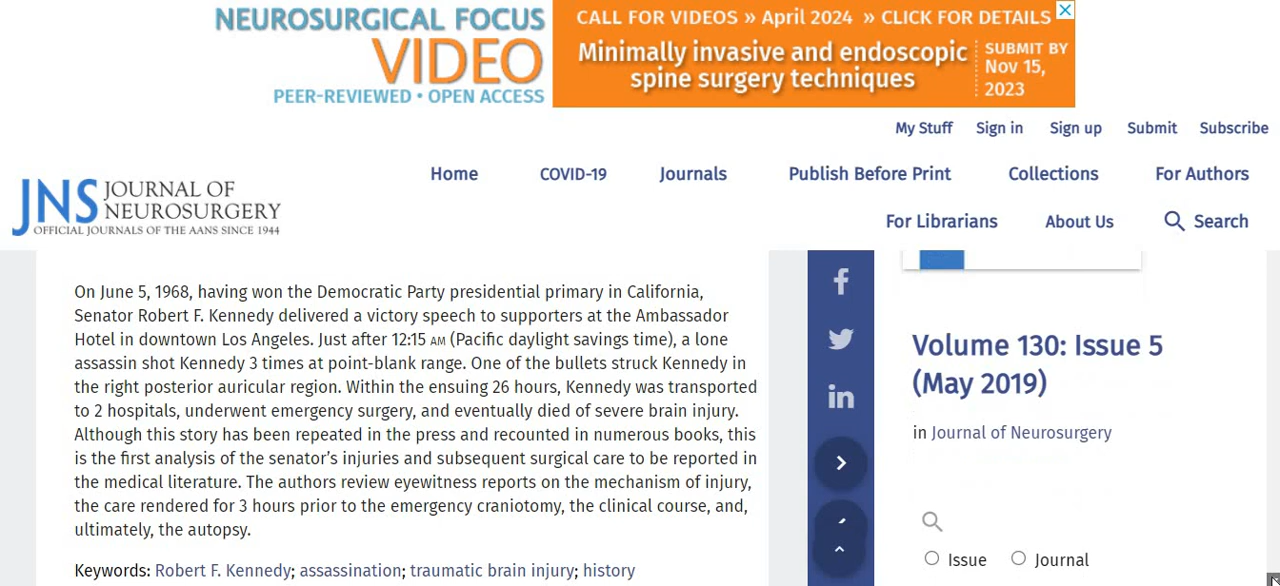 NEUROSURGICAL FOCUS
VIDEO
PEER-REVIEWED • OPEN ACCESS
CALL FOR VIDEOS » April 2024 » CLICK FOR DETAILS
Minimally invasive and endoscopic
spine surgery techniques
SUBMIT BY
Nov 15,
2023
My Stuff Sign in Sign up Submit Subscribe
JNS JOURNAL OF
NEUROSURGERY
OFFICIAL JOURNALS OF THE AANS SINCE 1944
Home COVID-19 Journals Publish Before Print Collections For Authors
For Librarians About Us Search
On June 5, 1968, having won the Democratic Party presidential primary in California,
Senator Robert F. Kennedy delivered a victory speech to supporters at the Ambassador
Hotel in downtown Los Angeles. Just after 12:15 AM (Pacific daylight savings time), a lone
assassin shot Kennedy 3 times at point-blank range. One of the bullets struck Kennedy in
the right posterior auricular region. Within the ensuing 26 hours, Kennedy was transported
to 2 hospitals, underwent emergency surgery, and eventually died of severe brain injury.
Although this story has been repeated in the press and recounted in numerous books, this
is the first analysis of the senator’s injuries and subsequent surgical care to be reported in
the medical literature. The authors review eyewitness reports on the mechanism of injury,
the care rendered for 3 hours prior to the emergency craniotomy, the clinical course, and,
ultimately, the autopsy.
Keywords: Robert F. Kennedy; assassination; traumatic brain injury; history
Volume 130: Issue 5
(May 2019)
in Journal of Neurosurgery
Issue Journal